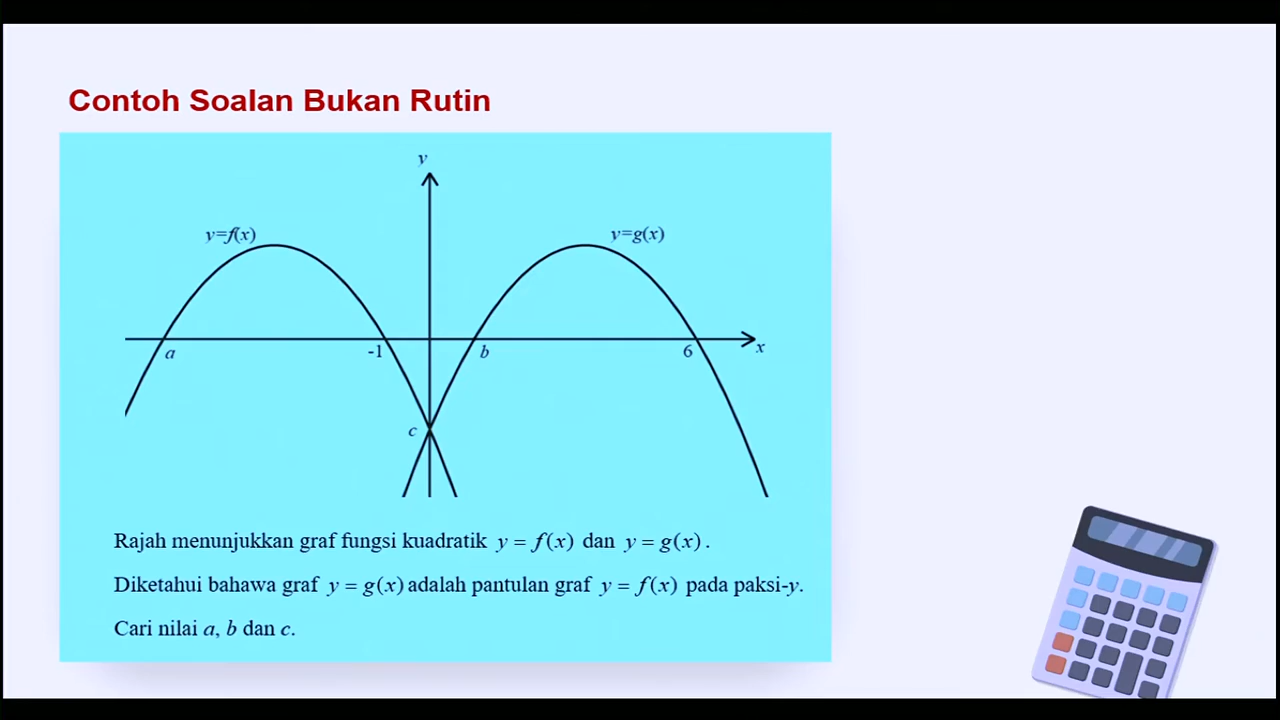 Contoh Soalan Bukan Rutin
y
y=f(x)
y=g(x)
a
-1
b
6
x
c
Rajah menunjukkan graf fungsi kuadratik y = f(x) dan y = g(x).
Diketahui bahawa graf y = g(x) adalah pantulan graf y = f(x) pada paksi-y.
Cari nilai a, b dan c.